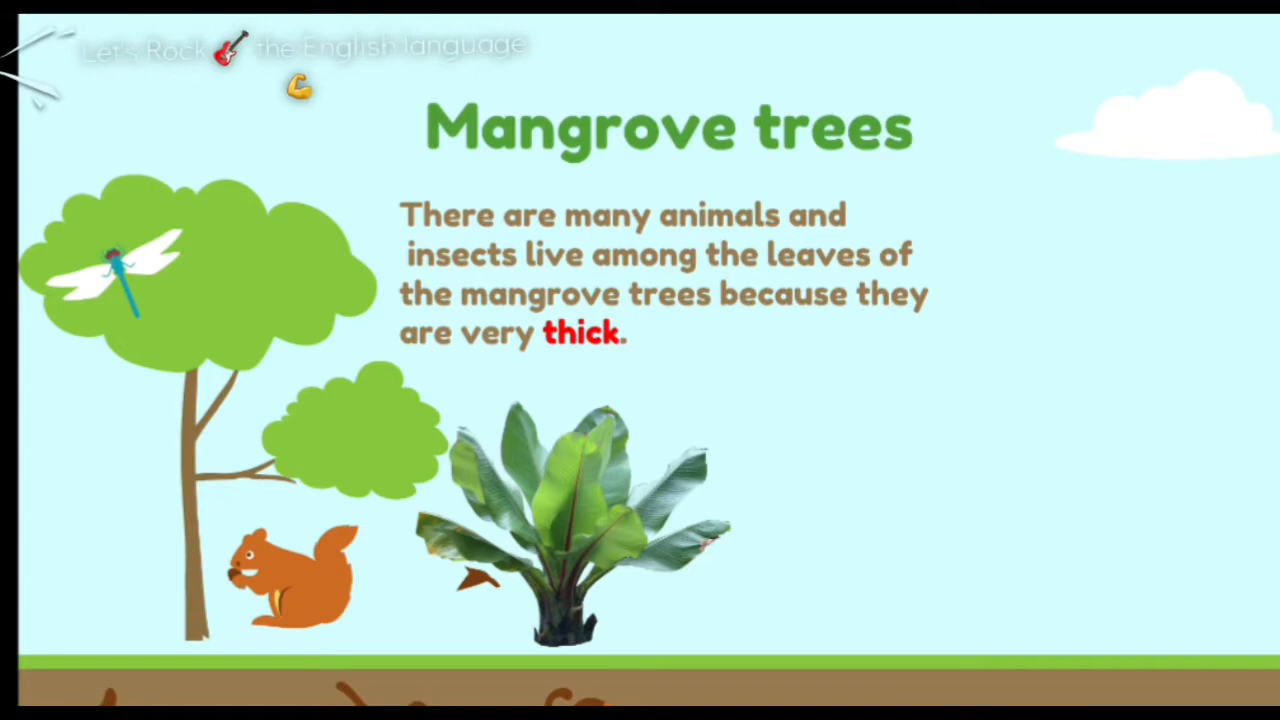 Let's Rock 🎸 the English language
💪
Mangrove trees
There are many animals and
insects live among the leaves of
the mangrove trees because they
are very thick.